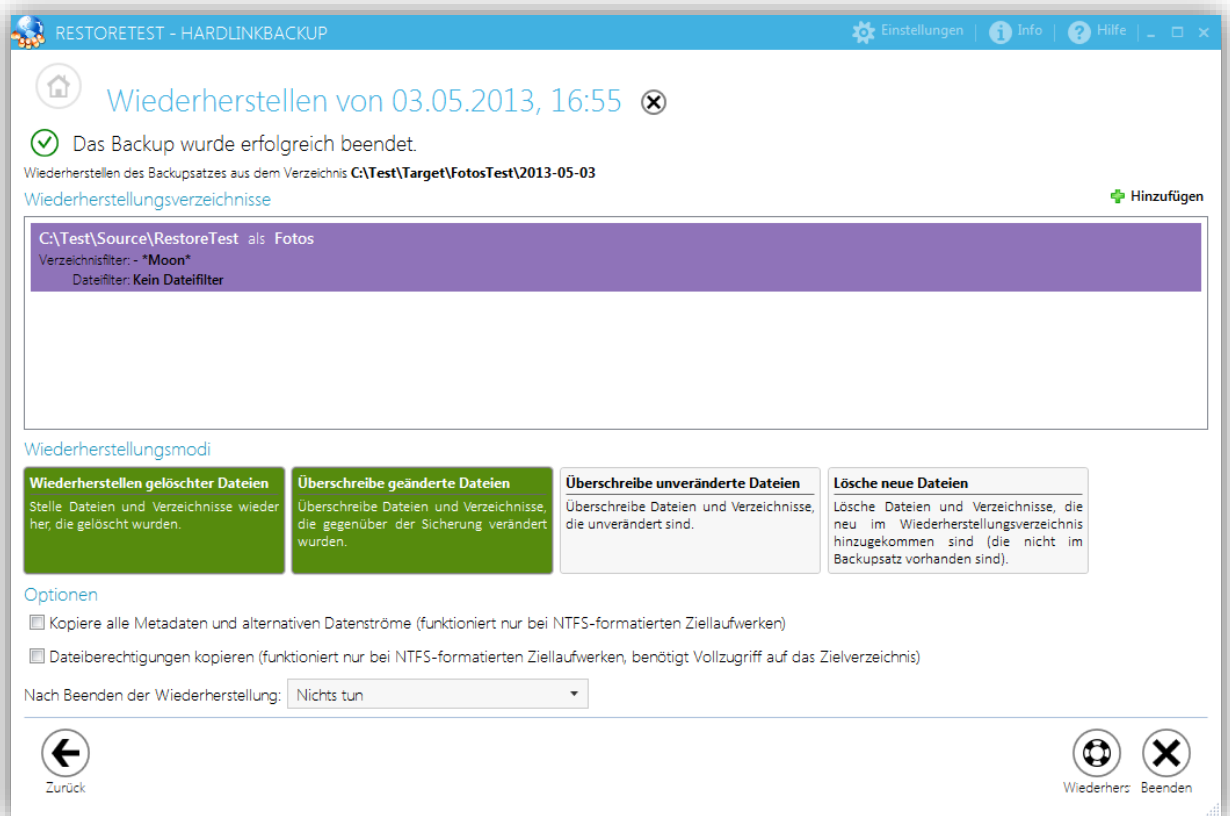 RESTORETEST - HARDLINKBACKUP
Einstellungen
Info
Hilfe
Wiederherstellen von 03.05.2013, 16:55
Das Backup wurde erfolgreich beendet.
Wiederherstellen des Backupsatzes aus dem Verzeichnis C:\Test\Target\FotosTest\2013-05-03
Wiederherstellungsverzeichnisse
Hinzufügen
C:\Test\Source\RestoreTest als Fotos
Verzeichnisfilter: - *Moon*
Dateifilter: Kein Dateifilter
Wiederherstellungsmodi
Wiederherstellen gelöschter Dateien
Stelle Dateien und Verzeichnisse wieder
her, die gelöscht wurden.
Überschreibe geänderte Dateien
Überschreibe Dateien und Verzeichnisse,
die gegenüber der Sicherung verändert
wurden.
Überschreibe unveränderte Dateien
Überschreibe Dateien und Verzeichnisse,
die unverändert sind.
Lösche neue Dateien
Lösche Dateien und Verzeichnisse, die
neu im Wiederherstellungsverzeichnis
hinzugekommen sind (die nicht im
Backupsatz vorhanden sind).
Optionen
Kopiere alle Metadaten und alternativen Datenströme (funktioniert nur bei NTFS-formatierten Ziellaufwerken)
Dateiberechtigungen kopieren (funktioniert nur bei NTFS-formatierten Ziellaufwerken, benötigt Vollzugriff auf das Zielverzeichnis)
Nach Beenden der Wiederherstellung: Nichts tun
Zurück
Wiederhers
Beenden